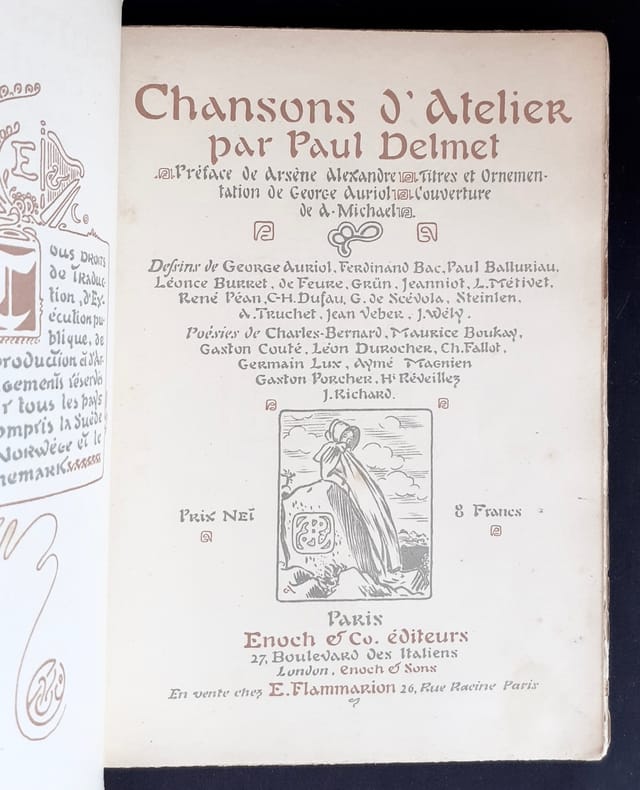 ous droits
de Traduc
tion, d'Ex
écution pu
blique, de
production & d'Ar
gements réservés
r tous les pays
ompris la Suède
Norwège et le
nemark
Chansons d'Atelier
par Paul Delmet
Préface de Arsène Alexandre Titres et Ornemen-
tation de George Auriol Couverture
de A. Michael
Dessins de George Auriol, Ferdinand Bac, Paul Balluriau,
Léonce Burret, de Feure, Grün, Jeanniot, L. Métivet,
René Péan, C-H. Dufau, G. de Scévola, Steinlen,
A. Truchet, Jean Veber, J. Wély.
Poésies de Charles-Bernard, Maurice Boukay,
Gaston Couté, Léon Durocher, Ch. Fallot,
Germain Lux, Aymé Magnien
Gaston Porcher, Hi Réveillez
J. Richard.
Prix Net 8 Francs
Paris
Enoch & Co. éditeurs
27, Boulevard des Italiens
London, Enoch & Sons
En vente chez E. Flammarion 26, Rue Racine Paris